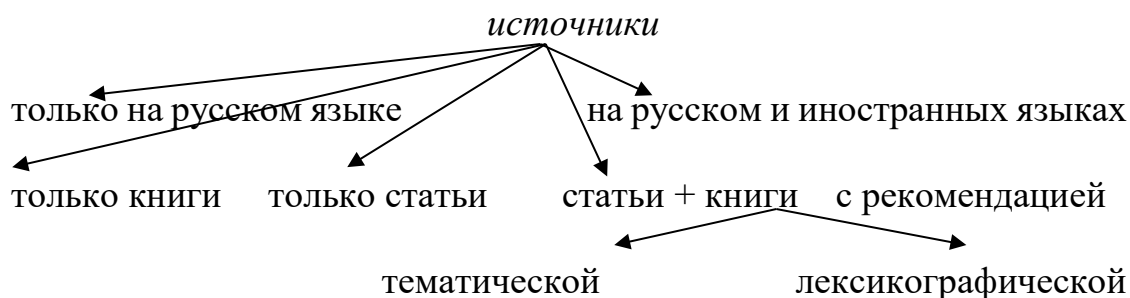 источники
только на русском языке на русском и иностранных языках
только книги только статьи статьи + книги с рекомендацией
тематической лексикографической